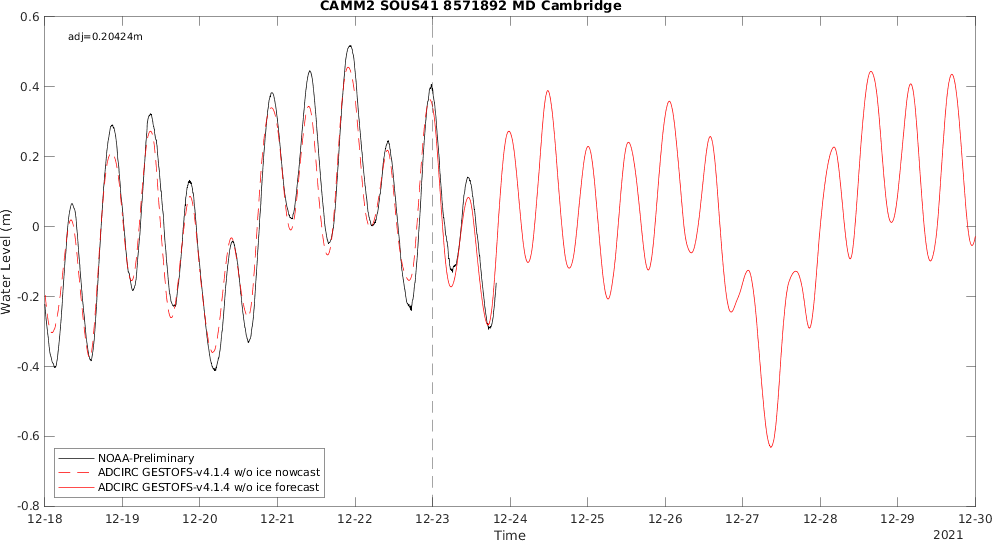 CAMM2 SOUS41 8571892 MD Cambridge
adj=0.20424m
0.6
0.4
0.2
0
-0.2
-0.4
-0.6
-0.8
Water Level (m)
NOAA-Preliminary
ADCIRC GESTOFS-v4.1.4 w/o ice nowcast
ADCIRC GESTOFS-v4.1.4 w/o ice forecast
12-18 12-19 12-20 12-21 12-22 12-23 12-24 12-25 12-26 12-27 12-28 12-29 12-30
Time
2021